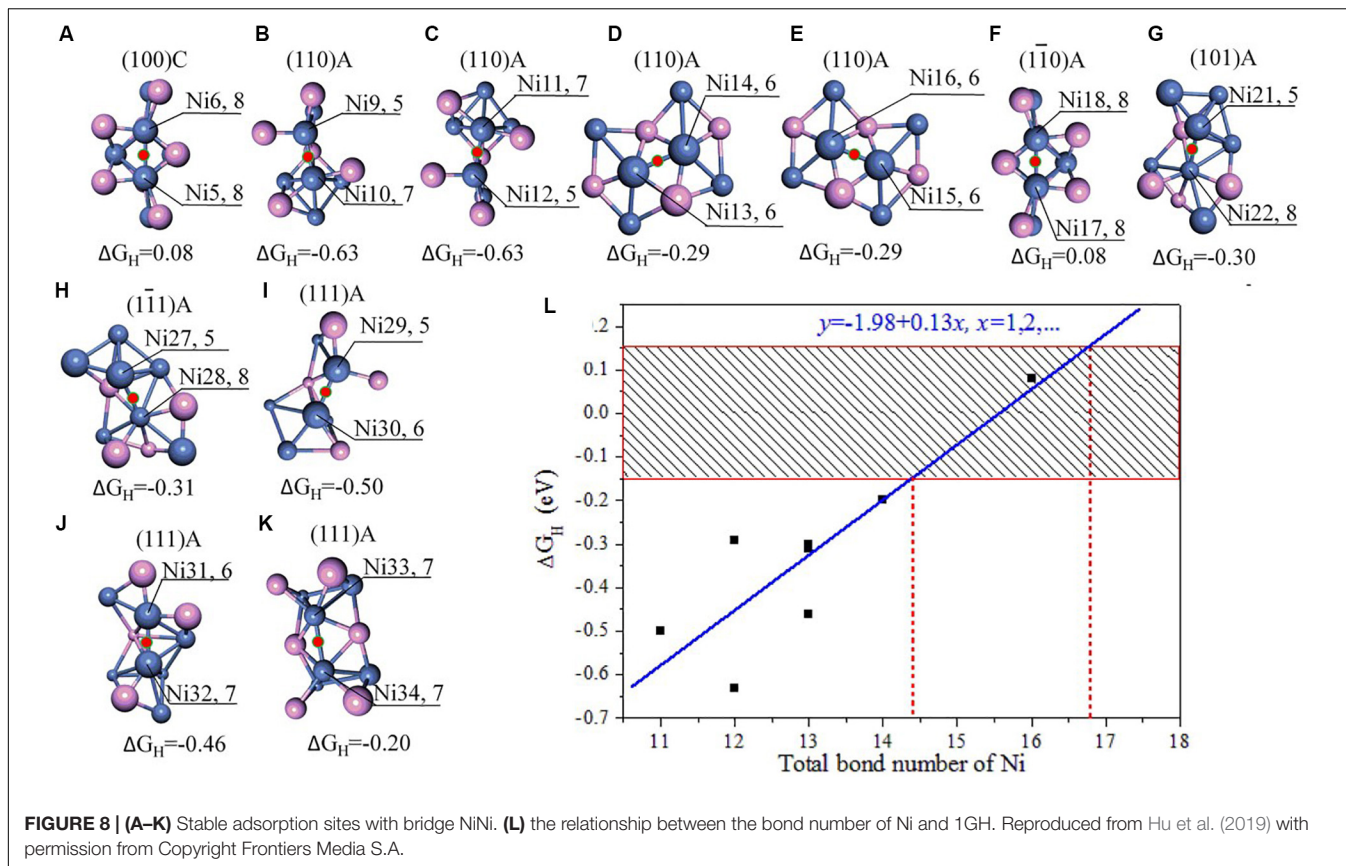 A B C D E F G
(100)C (110)A (110)A (110)A (110)A (1̄10)A (101)A
Ni6, 8
Ni5, 8
ΔG_H=0.08
Ni9, 5
Ni10, 7
ΔG_H=-0.63
Ni11, 7
Ni12, 5
ΔG_H=-0.63
Ni14, 6
Ni13, 6
ΔG_H=-0.29
Ni16, 6
Ni15, 6
ΔG_H=-0.29
Ni18, 8
Ni17, 8
ΔG_H=0.08
Ni21, 5
Ni22, 8
ΔG_H=-0.30
H
(11̄1)A
Ni27, 5
Ni28, 8
ΔG_H=-0.31
I
(111)A
Ni29, 5
Ni30, 6
ΔG_H=-0.50
J
(111)A
Ni31, 6
Ni32, 7
ΔG_H=-0.46
K
(111)A
Ni33, 7
Ni34, 7
ΔG_H=-0.20
L
y=-1.98+0.13x, x=1,2,...
ΔG_H (eV)
.2
0.1
0.0
-0.1
-0.2
-0.3
-0.4
-0.5
-0.6
-0.7
11 12 13 14 15 16 17 18
Total bond number of Ni
FIGURE 8 | (A–K) Stable adsorption sites with bridge NiNi. (L) the relationship between the bond number of Ni and 1GH. Reproduced from Hu et al. (2019) with
permission from Copyright Frontiers Media S.A.